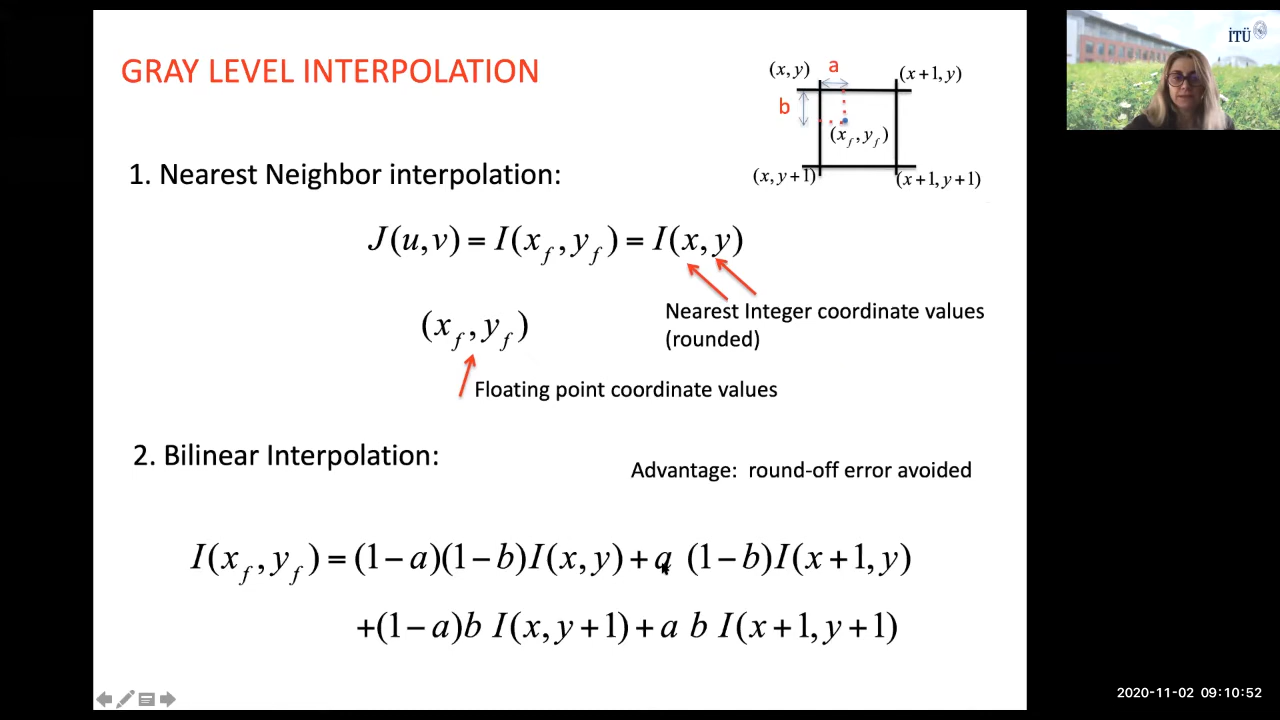 GRAY LEVEL INTERPOLATION
(x, y) a (x+1, y)
b
(x_f, y_f)
(x, y+1) (x+1, y+1)
1. Nearest Neighbor interpolation:
J(u,v) = I(x_f, y_f) = I(x, y)
Nearest Integer coordinate values
(rounded)
(x_f, y_f)
Floating point coordinate values
2. Bilinear Interpolation:
Advantage: round-off error avoided
I(x_f, y_f) = (1−a)(1−b)I(x, y) + a (1−b)I(x+1, y)
+(1−a)b I(x, y+1) + a b I(x+1, y+1)
İTÜ
2020-11-02 09:10:52